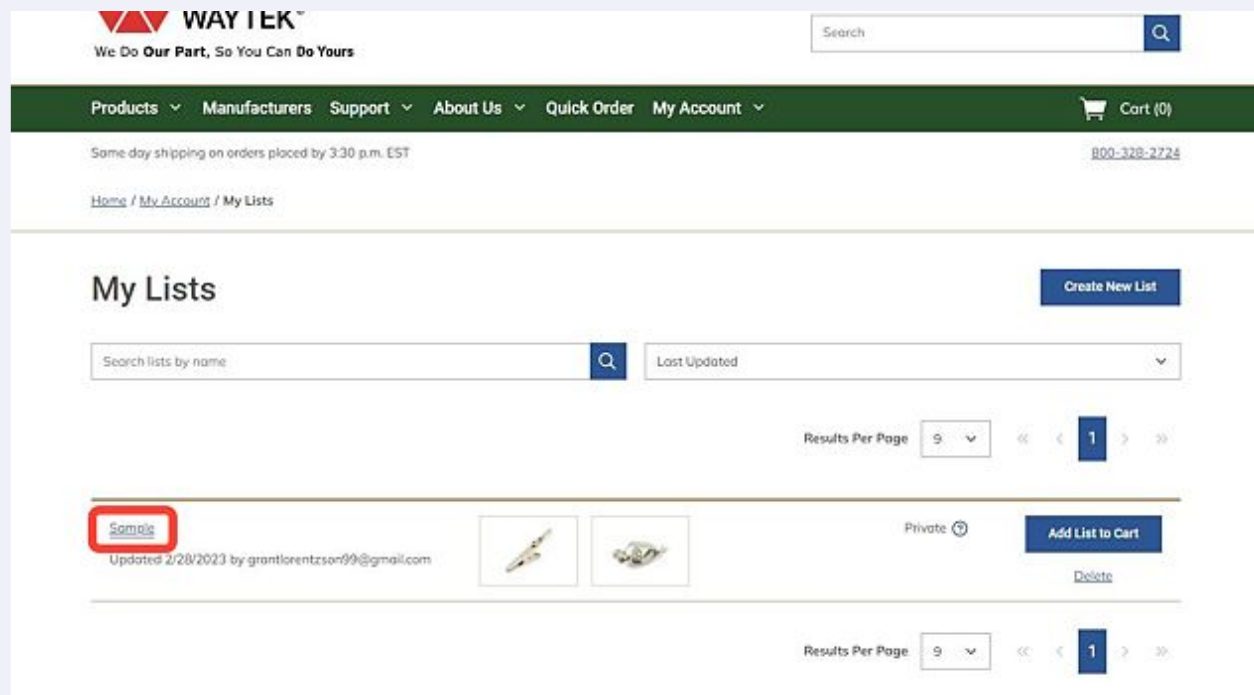 WAYTEK®
Search
We Do Our Part, So You Can Do Yours
Products Manufacturers Support About Us Quick Order My Account Cart (0)
Same day shipping on orders placed by 3:30 p.m. EST 800-328-2724
Home / My Account / My Lists
My Lists
Create New List
Search lists by name
Last Updated
Results Per Page 9 << < 1 > >>
Sample
Private ?
Add List to Cart
Updated 2/28/2023 by grantlorentzson99@gmail.com
Delete
Results Per Page 9 << < 1 > >>